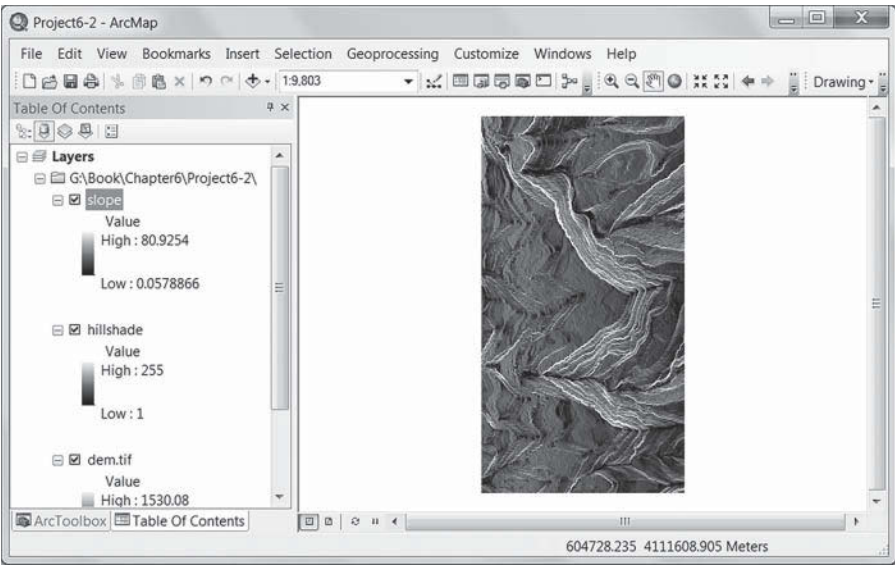 Project6-2 - ArcMap
File Edit View Bookmarks Insert Selection Geoprocessing Customize Windows Help
1:9,803
Drawing
Table Of Contents
Layers
G:\Book\Chapter6\Project6-2\
slope
Value
High : 80.9254
Low : 0.0578866
hillshade
Value
High : 255
Low : 1
dem.tif
Value
High : 1530.08
ArcToolbox Table Of Contents
604728.235 4111608.905 Meters